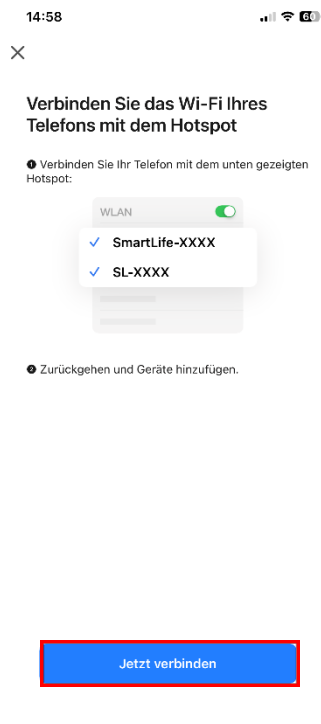 14:58
60
Verbinden Sie das Wi-Fi Ihres
Telefons mit dem Hotspot
❶ Verbinden Sie Ihr Telefon mit dem unten gezeigten
Hotspot:
WLAN
SmartLife-XXXX
SL-XXXX
❷ Zurückgehen und Geräte hinzufügen.
Jetzt verbinden